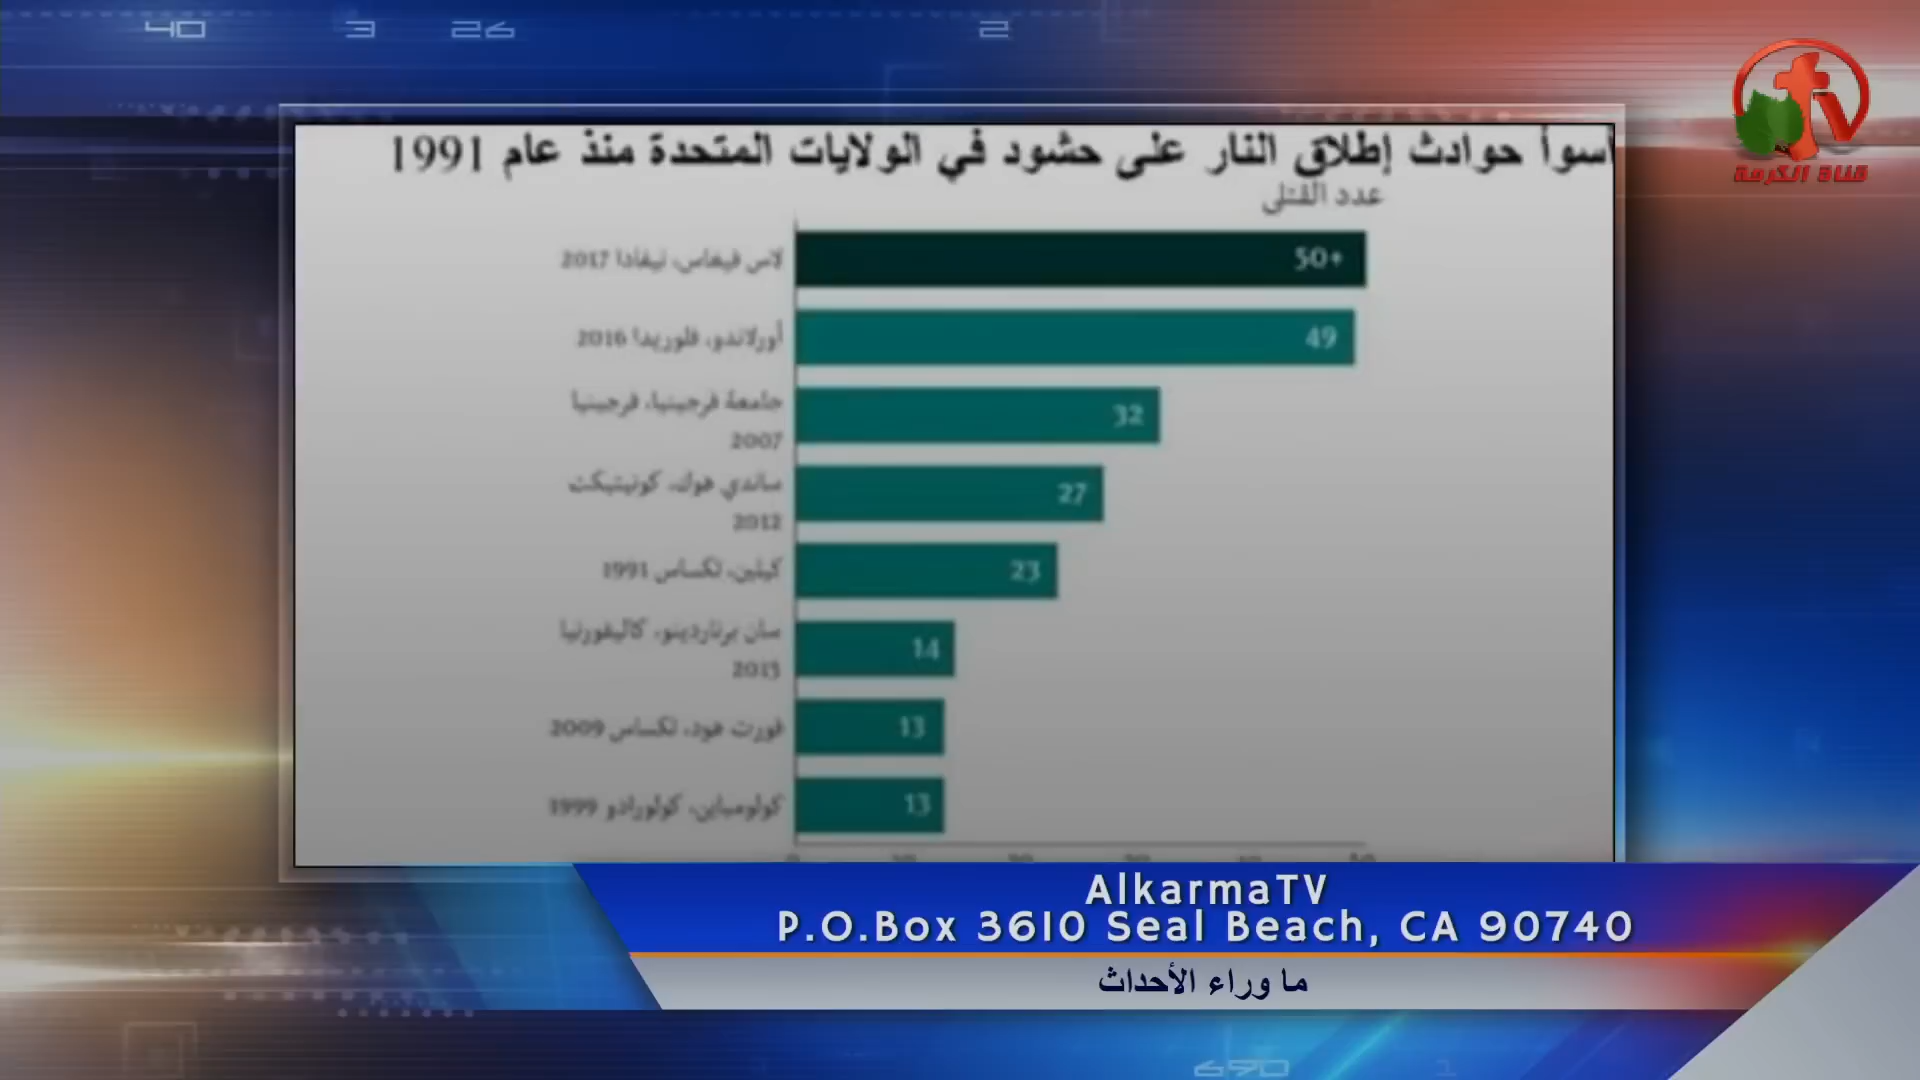 40 3 26 2
قناة الكرمة
أسوأ حوادث إطلاق النار على حشود في الولايات المتحدة منذ عام 1991
عدد القتلى
لاس فيغاس، نيفادا 2017
50+
أورلاندو، فلوريدا 2016
49
جامعة فرجينيا، فرجينيا
2007
32
ساندي هوك، كونيتيكت
2012
27
كيلين، تكساس 1991
23
سان برناردينو، كاليفورنيا
2015
14
فورت هود، تكساس 2009
13
كولومباين، كولورادو 1999
13
AlkarmaTV
P.O.Box 3610 Seal Beach, CA 90740
ما وراء الأحداث
690 1